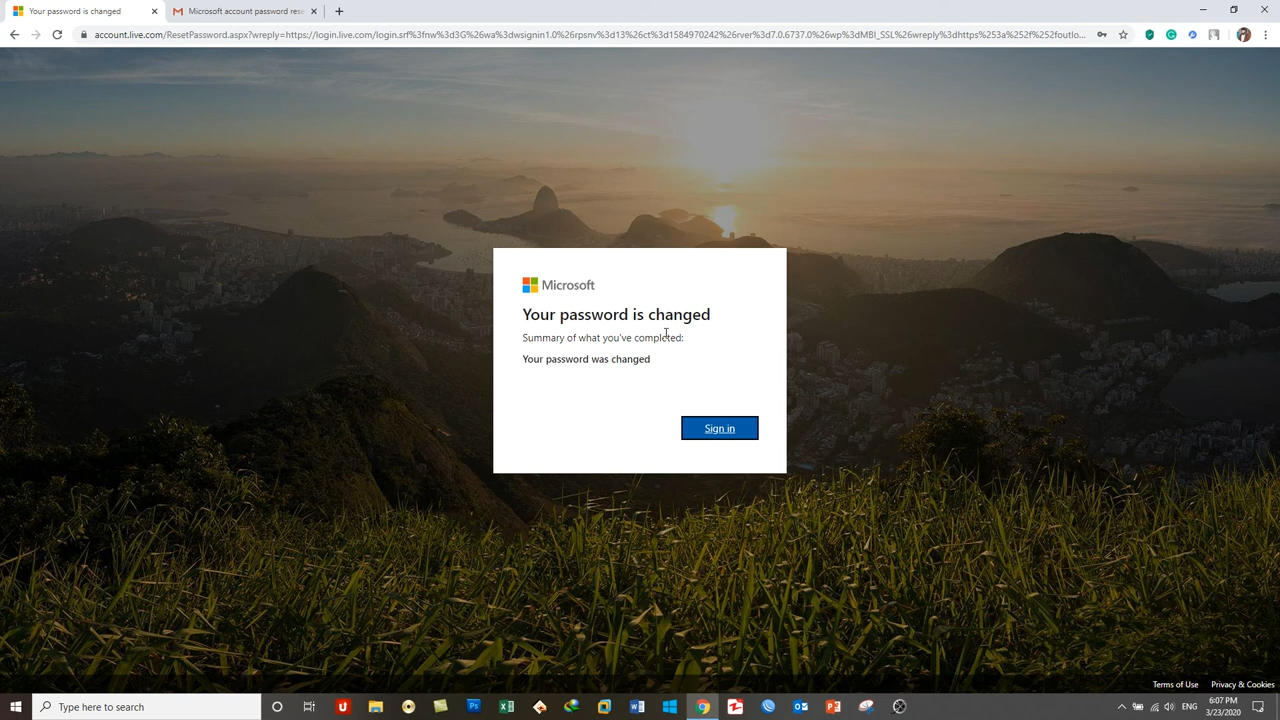 Your password is changed
Microsoft account password rese
account.live.com/ResetPassword.aspx?wreply=https://login.live.com/login.srf%3fnw%3d3G%26wa%3dwsignin1.0%26rpsnv%3d13%26ct%3d1584970242%26rver%3d7.0.6737.0%26wp%3dMBI_SSL%26wreply%3dhttps%253a%252f%252foutlo...
Microsoft
Your password is changed
Summary of what you've completed:
Your password was changed
Sign in
Terms of Use Privacy & Cookies
Type here to search
ENG
6:07 PM
3/23/2020